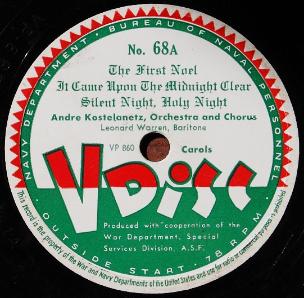 NAVY DEPARTMENT · BUREAU OF NAVAL PERSONNEL
No. 68A
The First Noel
It Came Upon The Midnight Clear
Silent Night, Holy Night
Andre Kostelanetz, Orchestra and Chorus
Leonard Warren, Baritone
VP 860
Carols
V DISC
Produced with cooperation of the
War Department, Special
Services Division, A.S.F.
OUTSIDE START · 78 R P M ·
This record is the property of the War and Navy Departments of the United States and use for radio or commercial purposes is prohibited